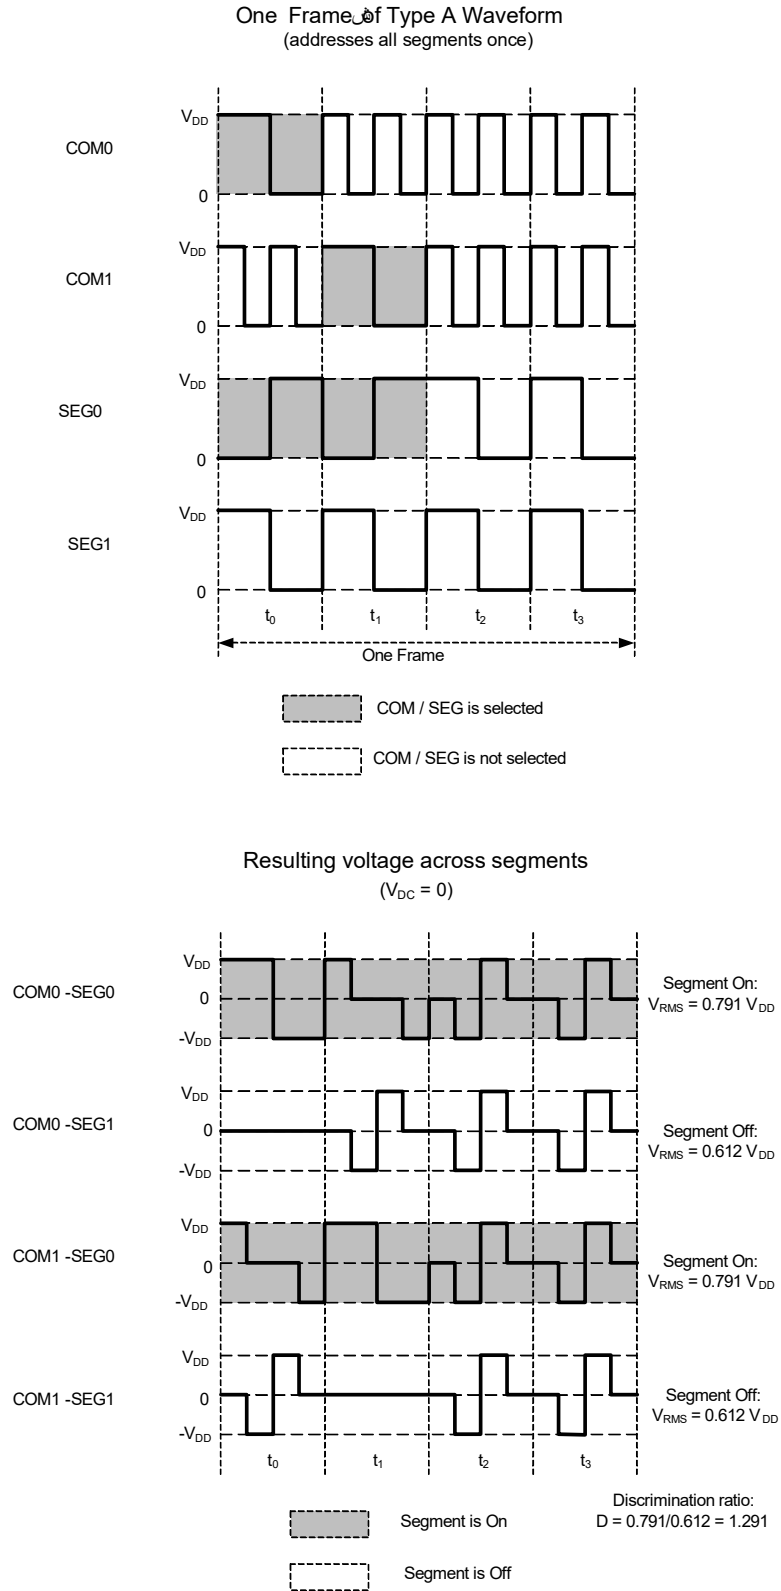 One Frame of Type A Waveform
(addresses all segments once)
VDD
COM0
0
VDD
COM1
0
VDD
SEG0
0
VDD
SEG1
0
t0 t1 t2 t3
One Frame
COM / SEG is selected
COM / SEG is not selected
Resulting voltage across segments
(VDC = 0)
VDD
COM0 -SEG0
0
-VDD
Segment On:
VRMS = 0.791 VDD
VDD
COM0 -SEG1
0
-VDD
Segment Off:
VRMS = 0.612 VDD
VDD
COM1 -SEG0
0
-VDD
Segment On:
VRMS = 0.791 VDD
VDD
COM1 -SEG1
0
-VDD
Segment Off:
VRMS = 0.612 VDD
t0 t1 t2 t3
Segment is On
Segment is Off
Discrimination ratio:
D = 0.791/0.612 = 1.291